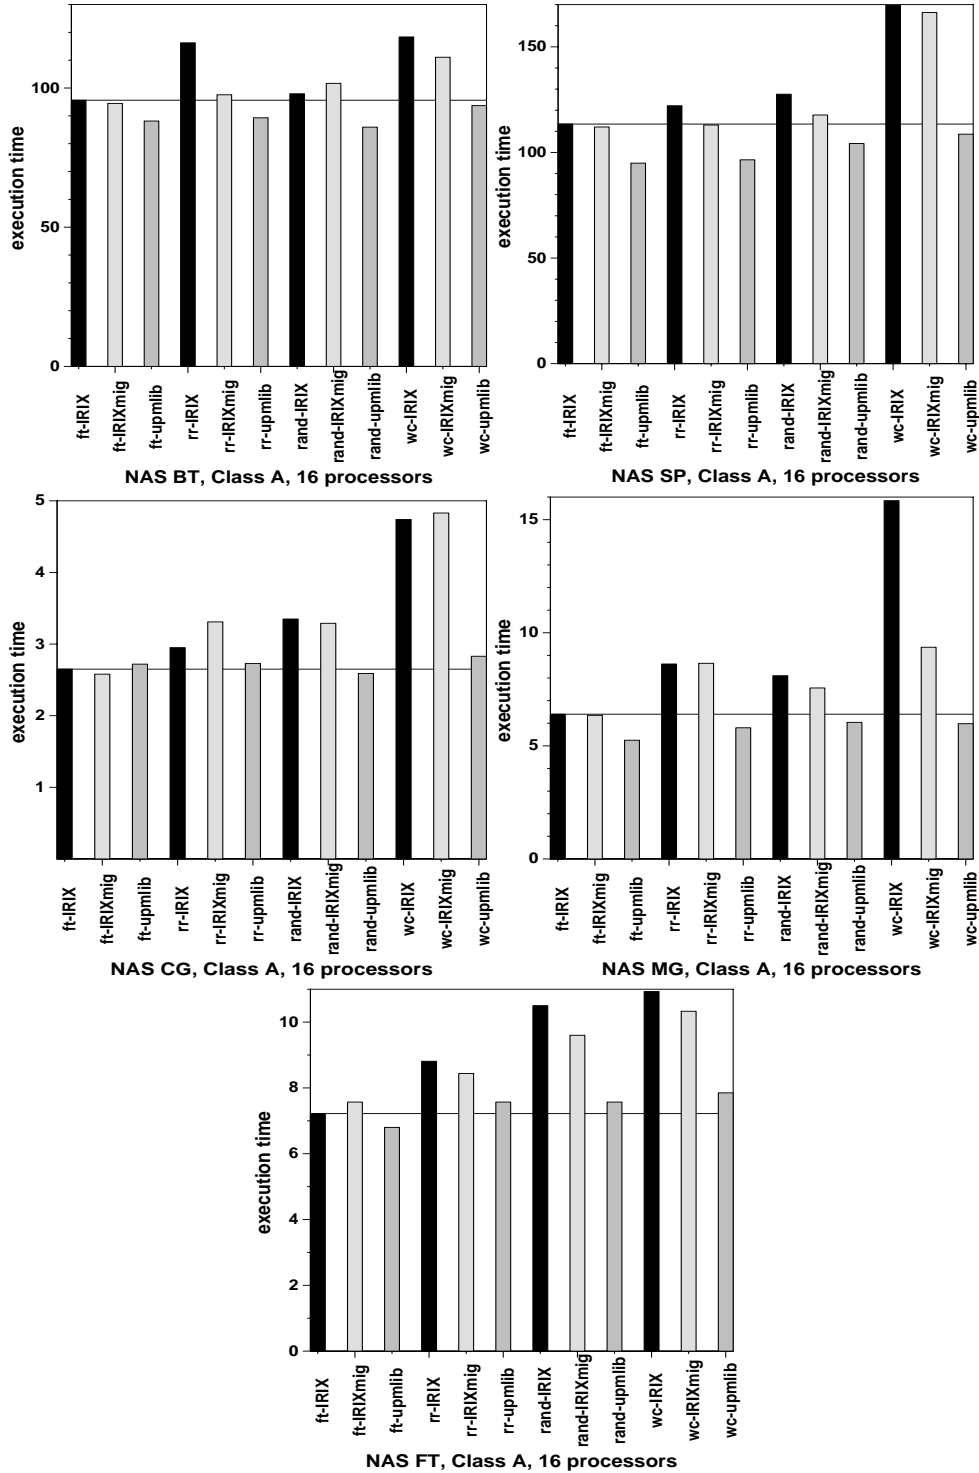 execution time
100
50
0
ft-IRIX
ft-IRIXmig
ft-upmlib
rr-IRIX
rr-IRIXmig
rr-upmlib
rand-IRIX
rand-IRIXmig
rand-upmlib
wc-IRIX
wc-IRIXmig
wc-upmlib
NAS BT, Class A, 16 processors
execution time
150
100
50
0
ft-IRIX
ft-IRIXmig
ft-upmlib
rr-IRIX
rr-IRIXmig
rr-upmlib
rand-IRIX
rand-IRIXmig
rand-upmlib
wc-IRIX
wc-IRIXmig
wc-upmlib
NAS SP, Class A, 16 processors
execution time
5
4
3
2
1
ft-IRIX
ft-IRIXmig
ft-upmlib
rr-IRIX
rr-IRIXmig
rr-upmlib
rand-IRIX
rand-IRIXmig
rand-upmlib
wc-IRIX
wc-IRIXmig
wc-upmlib
NAS CG, Class A, 16 processors
execution time
15
10
5
0
ft-IRIX
ft-IRIXmig
ft-upmlib
rr-IRIX
rr-IRIXmig
rr-upmlib
rand-IRIX
rand-IRIXmig
rand-upmlib
wc-IRIX
wc-IRIXmig
wc-upmlib
NAS MG, Class A, 16 processors
execution time
10
8
6
4
2
0
ft-IRIX
ft-IRIXmig
ft-upmlib
rr-IRIX
rr-IRIXmig
rr-upmlib
rand-IRIX
rand-IRIXmig
rand-upmlib
wc-IRIX
wc-IRIXmig
wc-upmlib
NAS FT, Class A, 16 processors